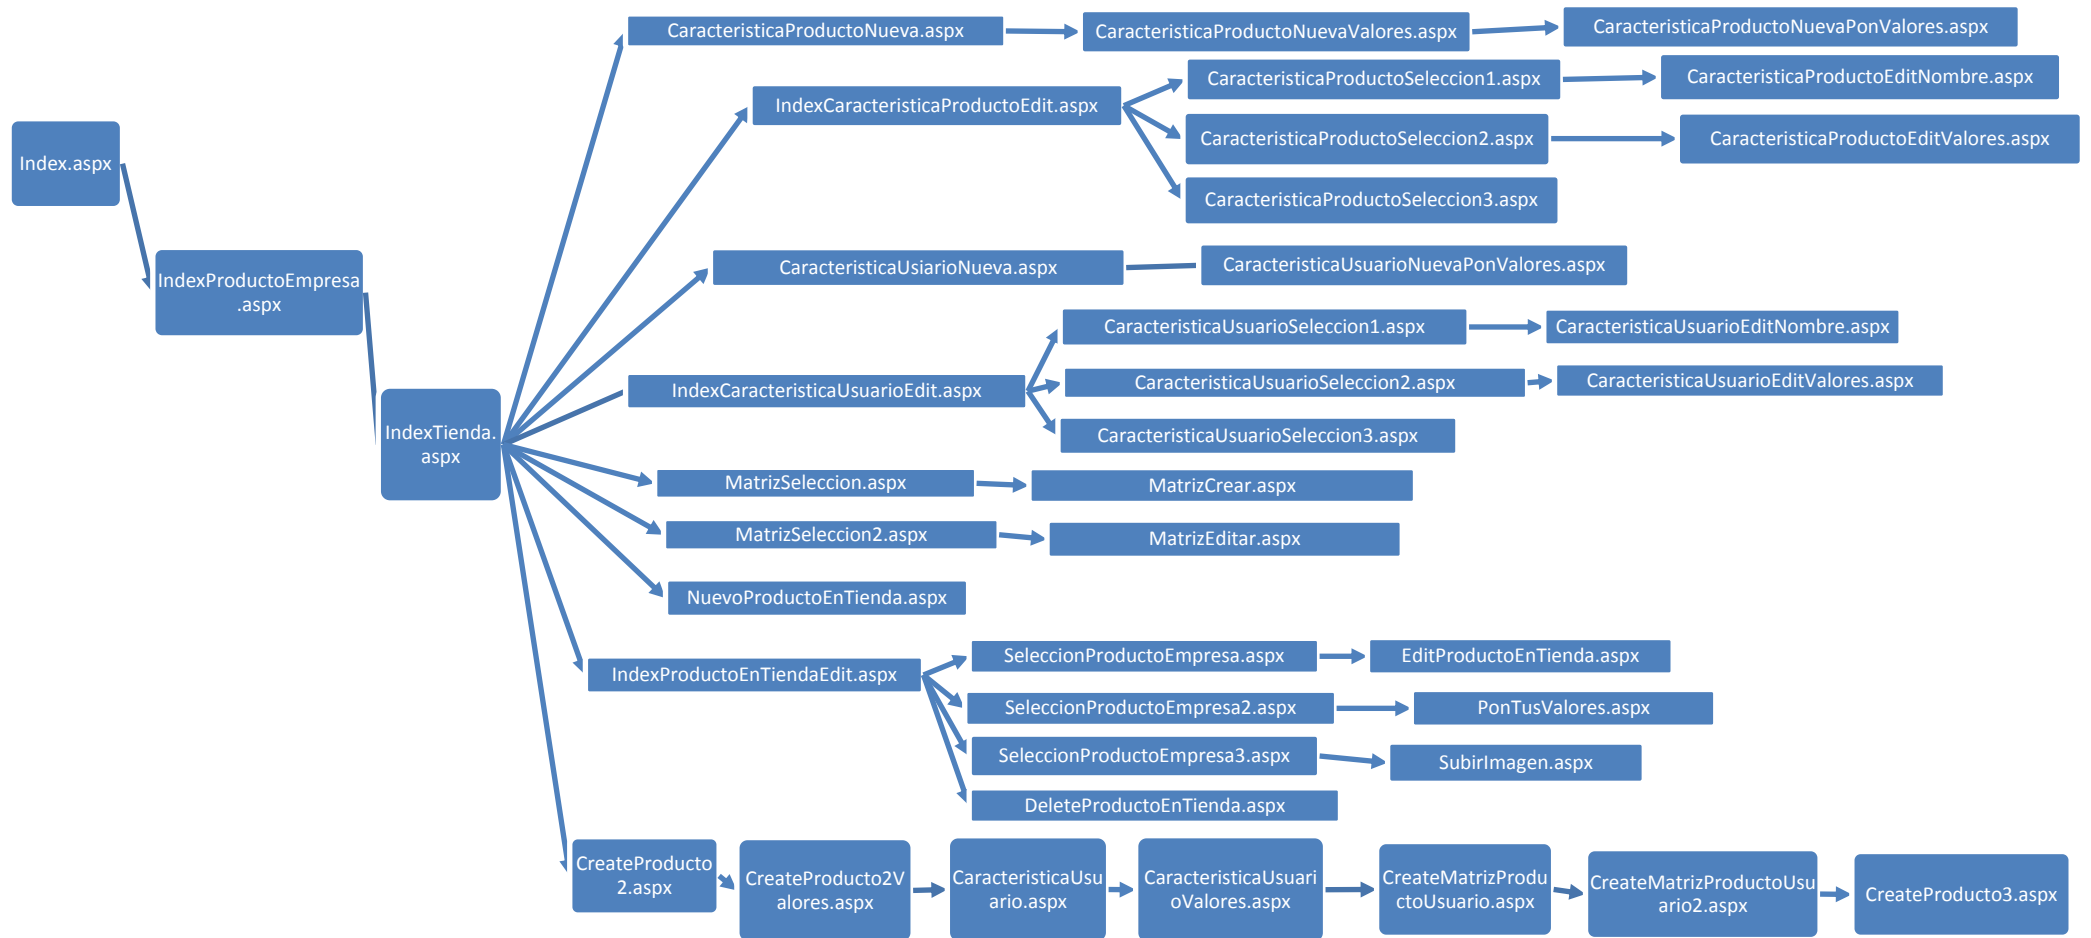 Index.aspx
IndexProductoEmpresa
.aspx
IndexTienda.
aspx
CaracteristicaProductoNueva.aspx
CaracteristicaProductoNuevaValores.aspx
CaracteristicaProductoNuevaPonValores.aspx
IndexCaracteristicaProductoEdit.aspx
CaracteristicaProductoSeleccion1.aspx
CaracteristicaProductoEditNombre.aspx
CaracteristicaProductoSeleccion2.aspx
CaracteristicaProductoEditValores.aspx
CaracteristicaProductoSeleccion3.aspx
CaracteristicaUsiarioNueva.aspx
CaracteristicaUsuarioNuevaPonValores.aspx
IndexCaracteristicaUsuarioEdit.aspx
CaracteristicaUsuarioSeleccion1.aspx
CaracteristicaUsuarioEditNombre.aspx
CaracteristicaUsuarioSeleccion2.aspx
CaracteristicaUsuarioEditValores.aspx
CaracteristicaUsuarioSeleccion3.aspx
MatrizSeleccion.aspx
MatrizCrear.aspx
MatrizSeleccion2.aspx
MatrizEditar.aspx
NuevoProductoEnTienda.aspx
IndexProductoEnTiendaEdit.aspx
SeleccionProductoEmpresa.aspx
EditProductoEnTienda.aspx
SeleccionProductoEmpresa2.aspx
PonTusValores.aspx
SeleccionProductoEmpresa3.aspx
SubirImagen.aspx
DeleteProductoEnTienda.aspx
CreateProducto
2.aspx
CreateProducto2V
alores.aspx
CaracteristicaUsu
ario.aspx
CaracteristicaUsuari
oValores.aspx
CreateMatrizProdu
ctoUsuario.aspx
CreateMatrizProductoUsu
ario2.aspx
CreateProducto3.aspx